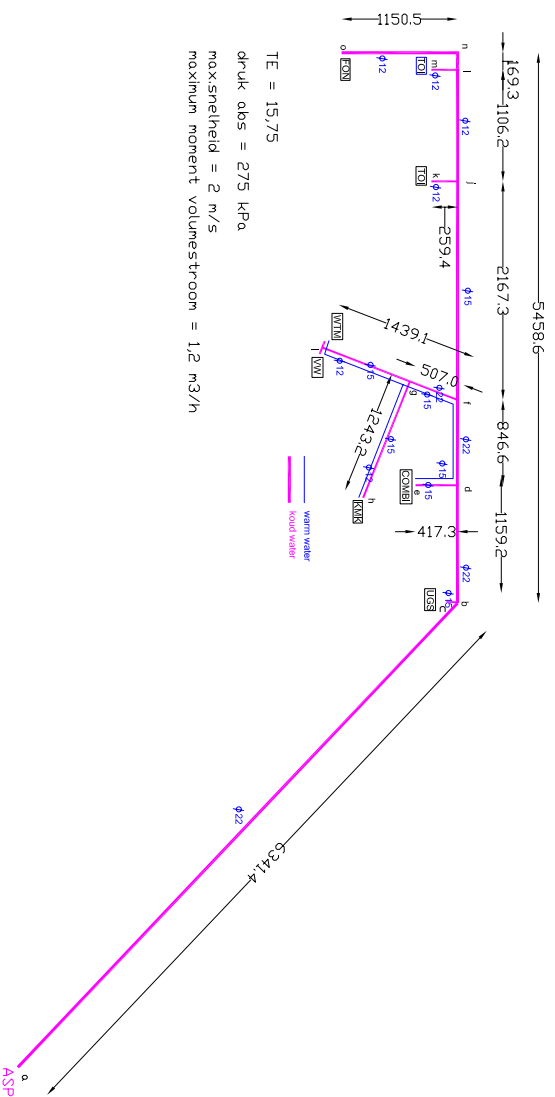 1150.5
n
o
FON
ϕ12
169.3
5458.6
TOI
m
l
ϕ12
ϕ12
1106.2
TOI
k
j
ϕ12
259.4
2167.3
ϕ15
1439.1
507.0
WTM
VW
ϕ12
ϕ15
ϕ22
ϕ15
g
f
846.6
ϕ22
1243.2
ϕ15
ϕ12
h
KMK
ϕ15
COMBI
ϕ15
e
d
417.3
1159.2
ϕ22
UGS
b
6341.4
ϕ22
a
ASP
warm water
koud water
TE = 15,75
druk abs = 275 kPa
max.snelheid = 2 m/s
maximum moment volumestroom = 1,2 m3/h